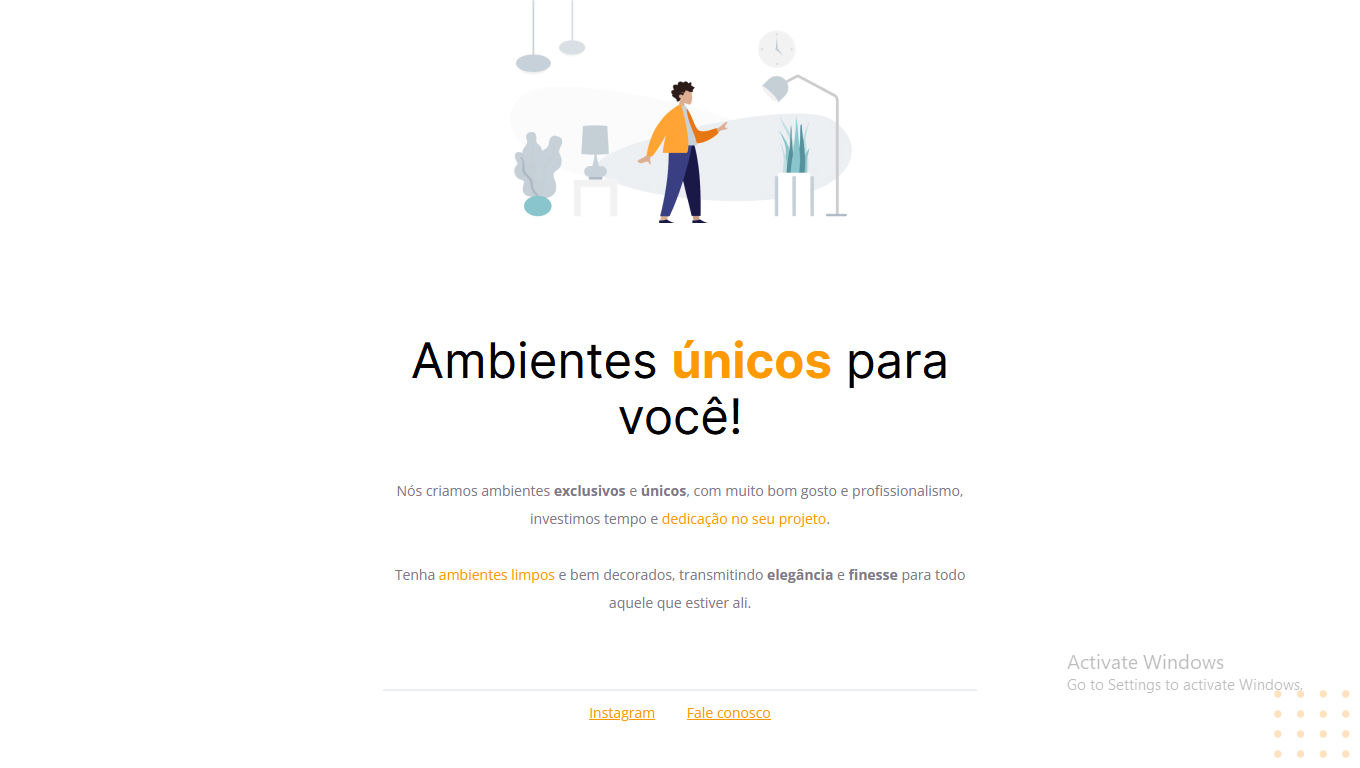 Ambientes únicos para
você!
Nós criamos ambientes exclusivos e únicos, com muito bom gosto e profissionalismo,
investimos tempo e dedicação no seu projeto.
Tenha ambientes limpos e bem decorados, transmitindo elegância e finesse para todo
aquele que estiver ali.
Activate Windows
Go to Settings to activate Windows.
Instagram Fale conosco